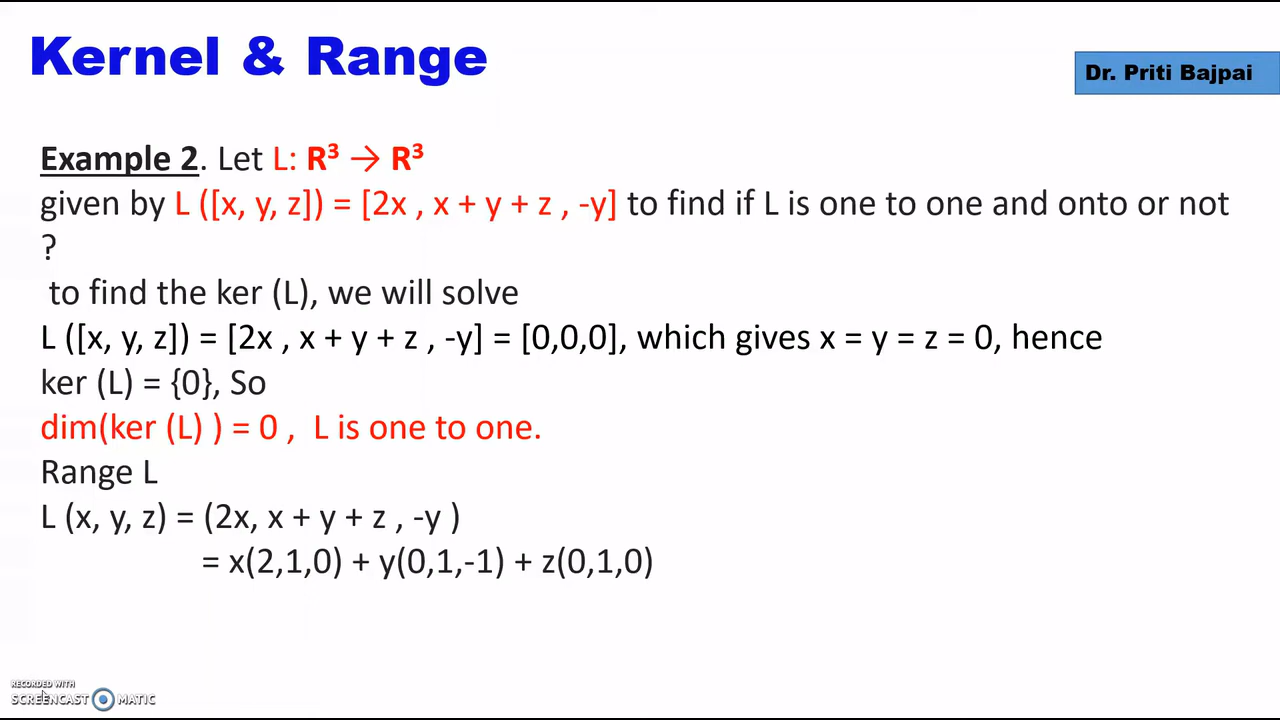 Kernel & Range
Dr. Priti Bajpai
Example 2. Let L: R³ → R³
given by L ([x, y, z]) = [2x , x + y + z , -y] to find if L is one to one and onto or not
?
to find the ker (L), we will solve
L ([x, y, z]) = [2x , x + y + z , -y] = [0,0,0], which gives x = y = z = 0, hence
ker (L) = {0}, So
dim(ker (L) ) = 0 , L is one to one.
Range L
L (x, y, z) = (2x, x + y + z , -y )
= x(2,1,0) + y(0,1,-1) + z(0,1,0)
RECORDED WITH
SCREENCAST MATIC